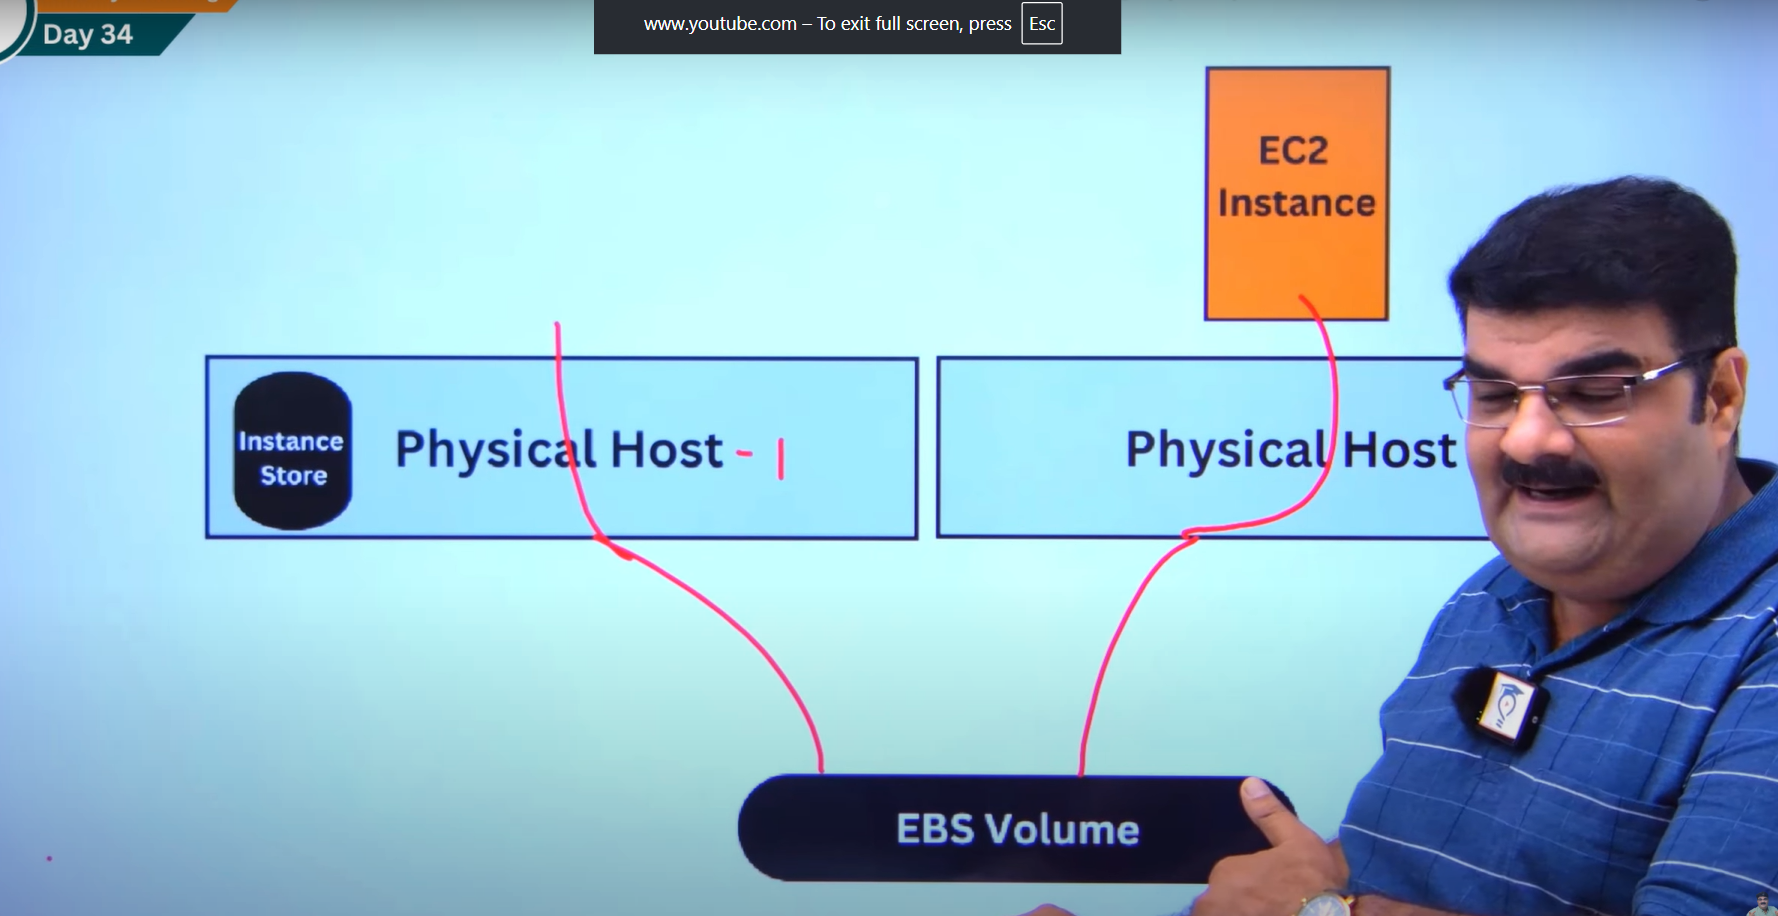 Day 34
www.youtube.com – To exit full screen, press Esc
EC2
Instance
Instance
Store
Physical Host - 1
Physical Host
EBS Volume